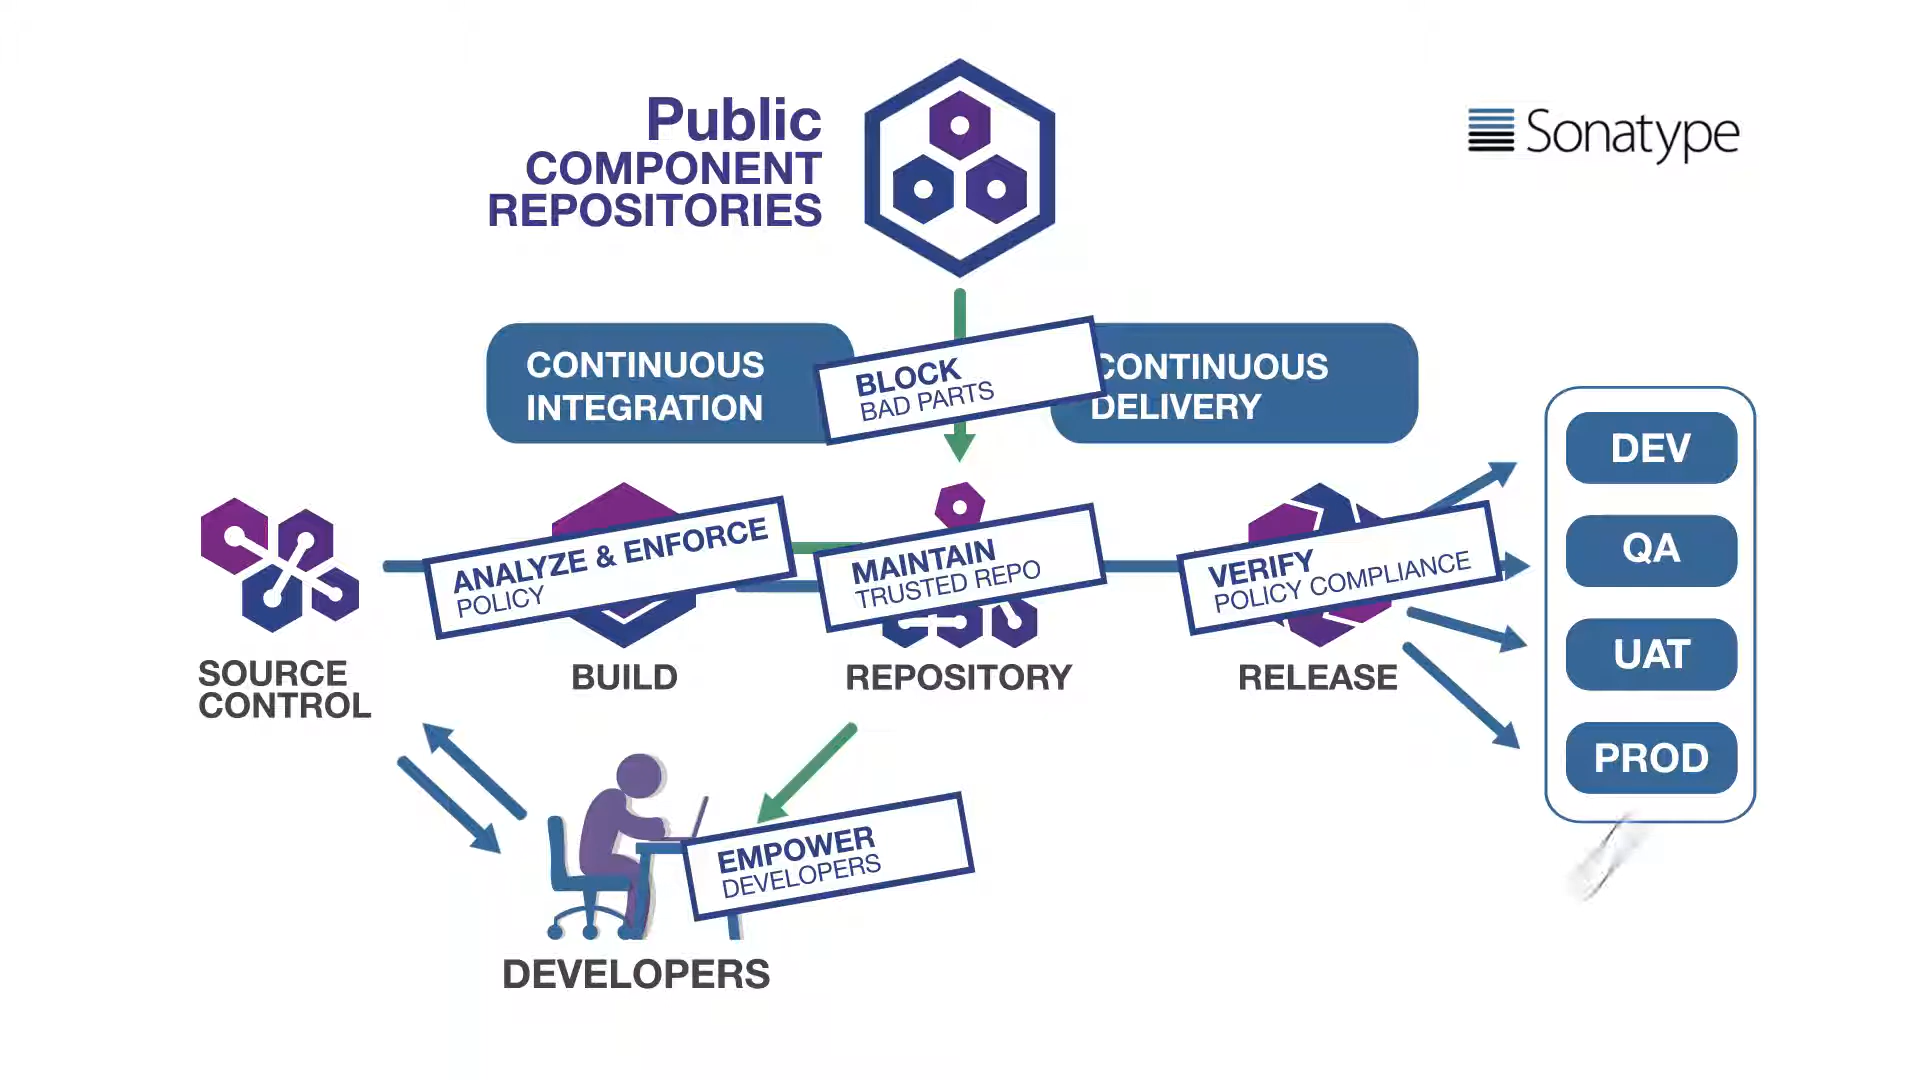 Public
COMPONENT
REPOSITORIES
Sonatype
CONTINUOUS
INTEGRATION
BLOCK
BAD PARTS
CONTINUOUS
DELIVERY
DEV
QA
UAT
PROD
ANALYZE & ENFORCE
POLICY
MAINTAIN
TRUSTED REPO
VERIFY
POLICY COMPLIANCE
SOURCE
CONTROL
BUILD
REPOSITORY
RELEASE
EMPOWER
DEVELOPERS
DEVELOPERS